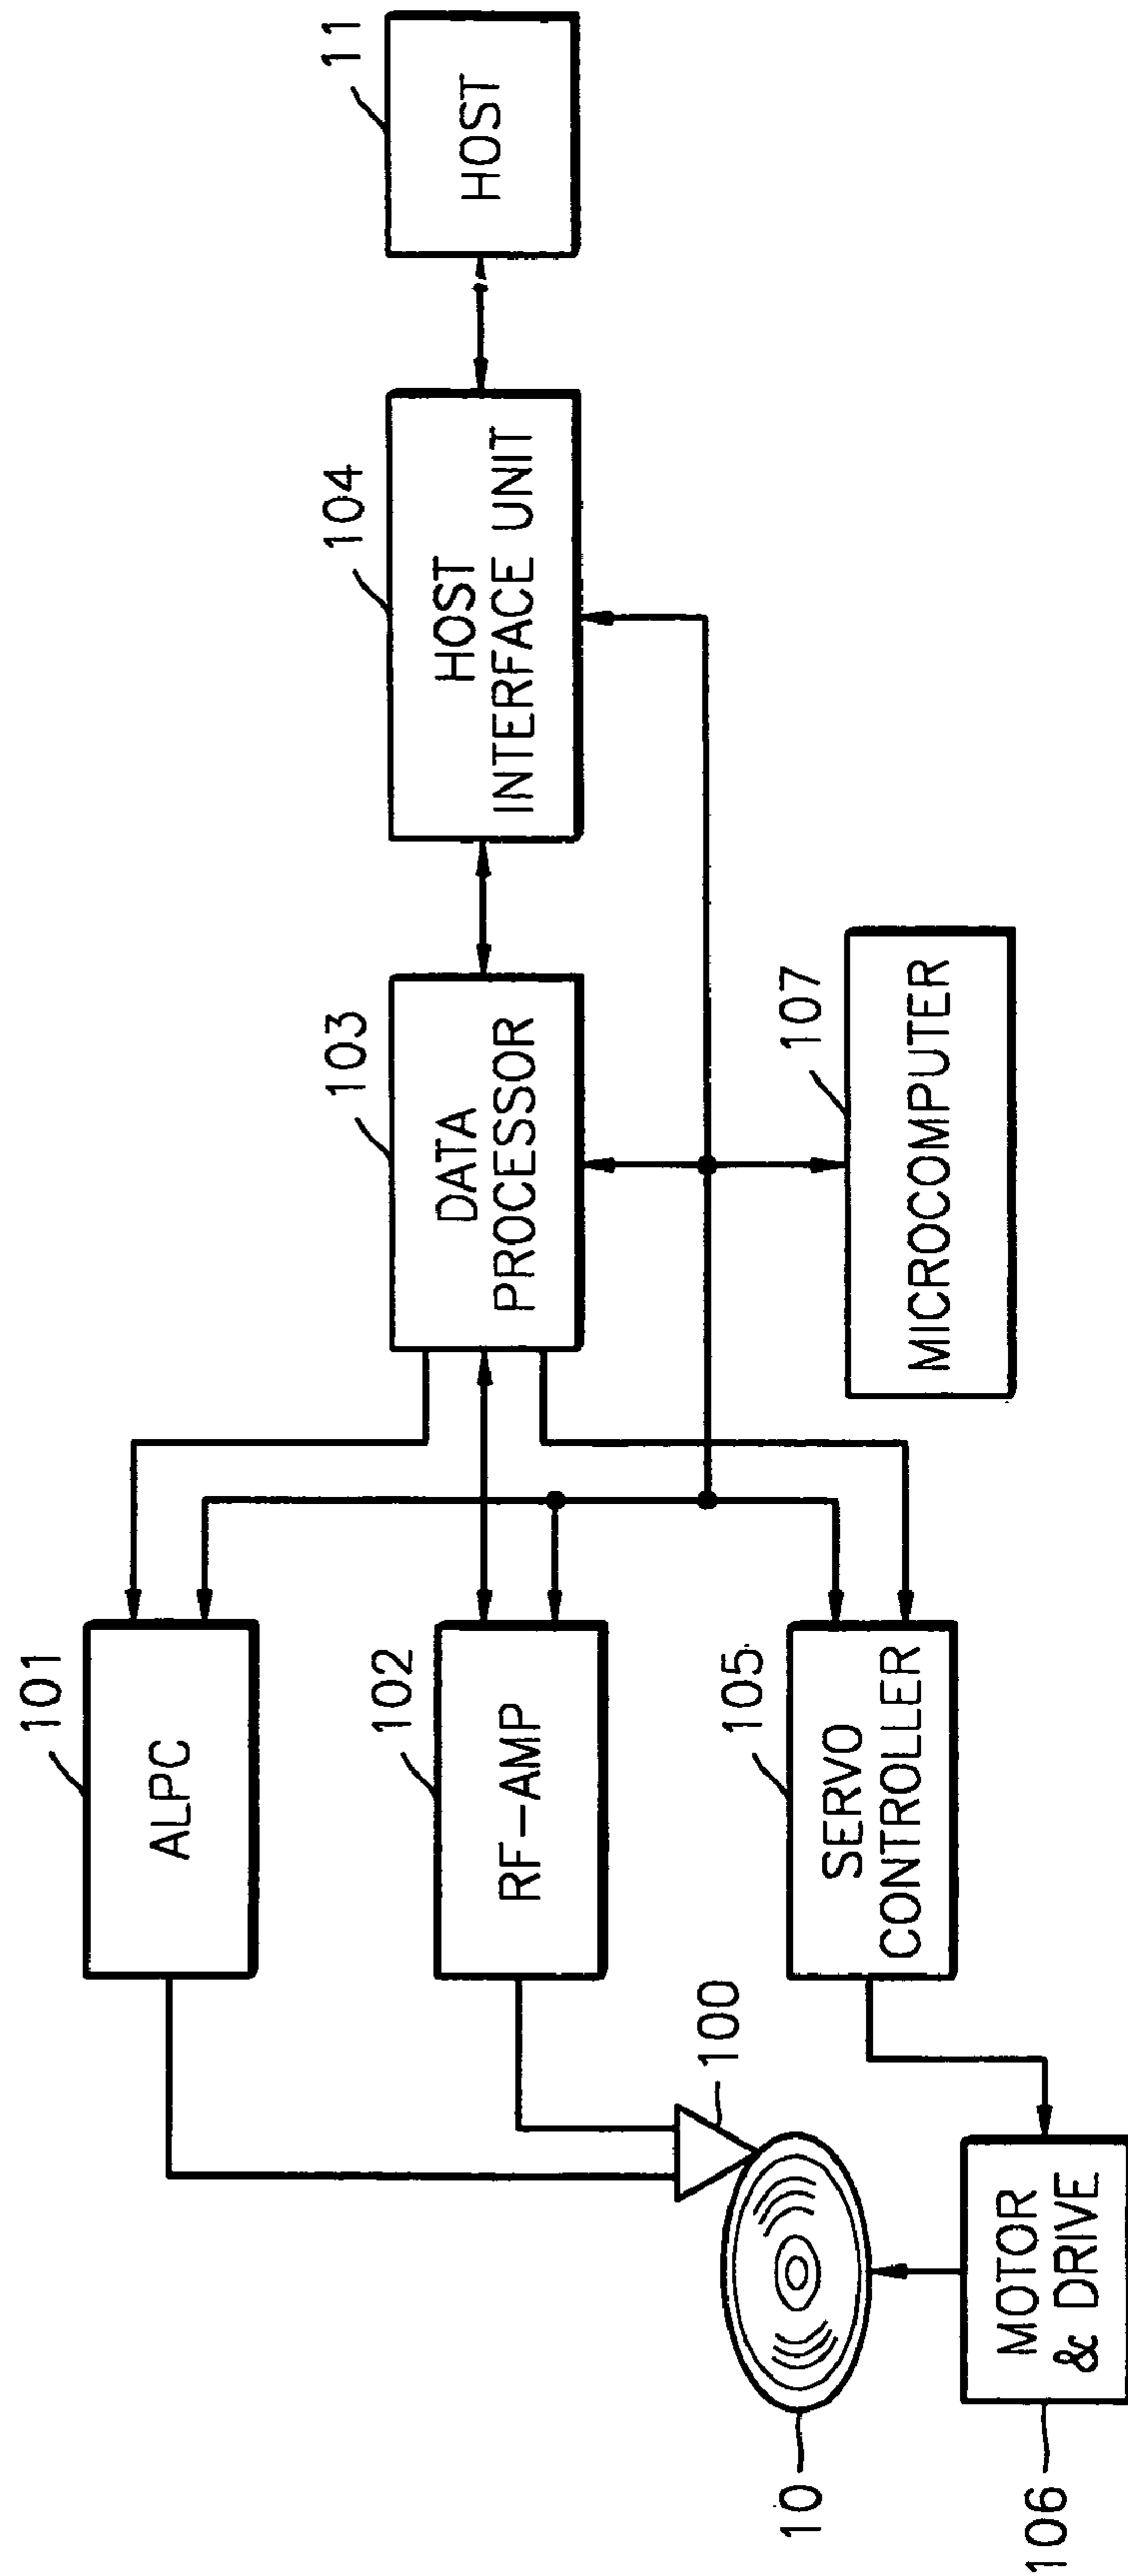 101
ALPC
102
RF-AMP
105
SERVO
CONTROLLER
100
10
106
MOTOR
& DRIVE
103
DATA
PROCESSOR
107
MICROCOMPUTER
104
HOST
INTERFACE UNIT
11
HOST